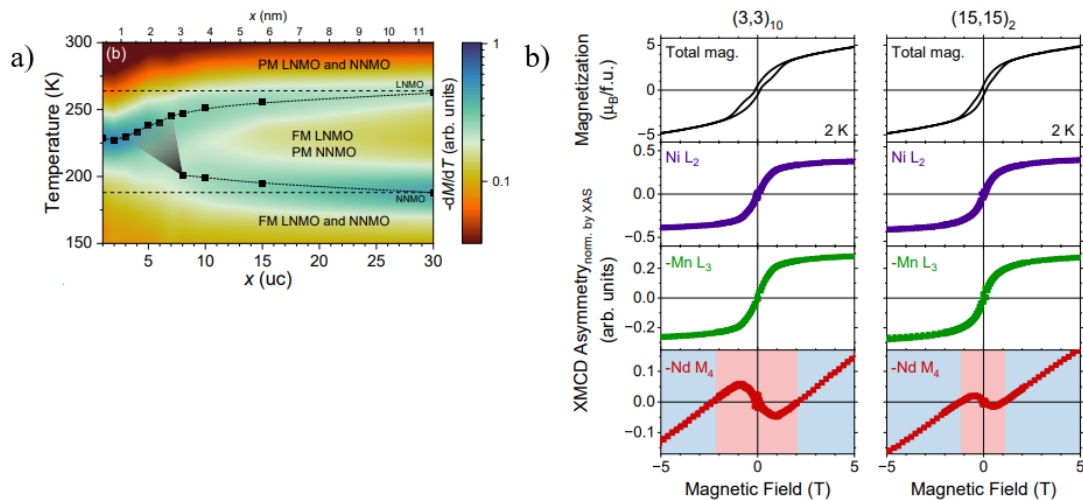 a)
x (nm)
1 2 3 4 5 6 7 8 9 10 11
(b)
300
250
200
150
Temperature (K)
PM LNMO and NNMO
LNMO
FM LNMO
PM NNMO
NNMO
FM LNMO and NNMO
5 10 15 20 25 30
x (uc)
1
0.1
-dM/dT (arb. units)
b)
(3,3)10
(15,15)2
Magnetization
(μB/f.u.)
5
0
−5
Total mag.
2 K
Total mag.
2 K
XMCD Asymmetrynorm. by XAS
(arb. units)
0.5
0.0
−0.5
Ni L2
Ni L2
0.2
0.0
−0.2
-Mn L3
-Mn L3
0.1
0.0
−0.1
-Nd M4
-Nd M4
−5 0 5
−5 0 5
Magnetic Field (T)
Magnetic Field (T)